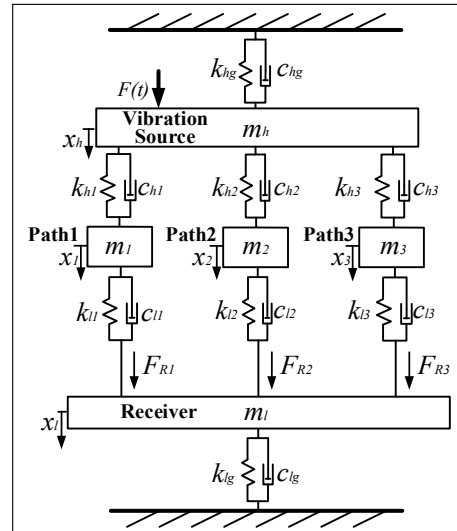 k_hg c_hg
F(t)
Vibration
Source
x_h m_h
k_h1 c_h1 k_h2 c_h2 k_h3 c_h3
Path1 Path2 Path3
x_1 m_1 x_2 m_2 x_3 m_3
k_l1 c_l1 k_l2 c_l2 k_l3 c_l3
F_R1 F_R2 F_R3
Receiver
x_l m_l
k_lg c_lg